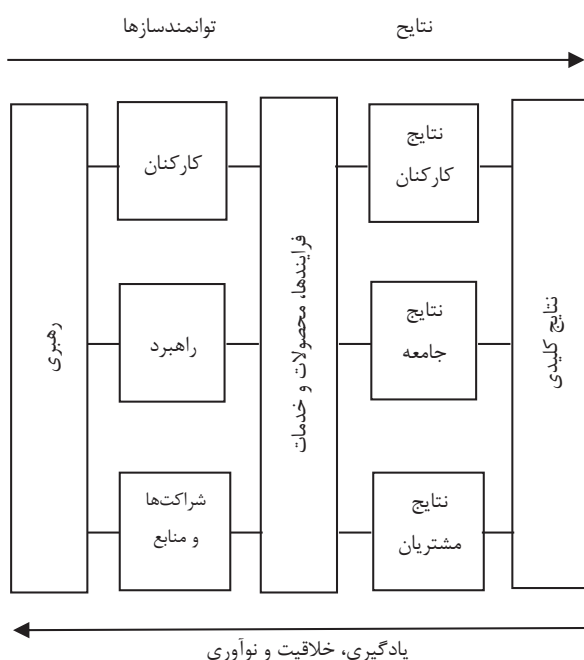 توانمندسازها
نتایح
رهبری
کارکنان
راهبرد
شراکت‌ها
و منابع
فرایندها، محصولات و خدمات
نتایج
کارکنان
نتایج
جامعه
نتایج
مشتریان
نتایج کلیدی
یادگیری، خلاقیت و نوآوری